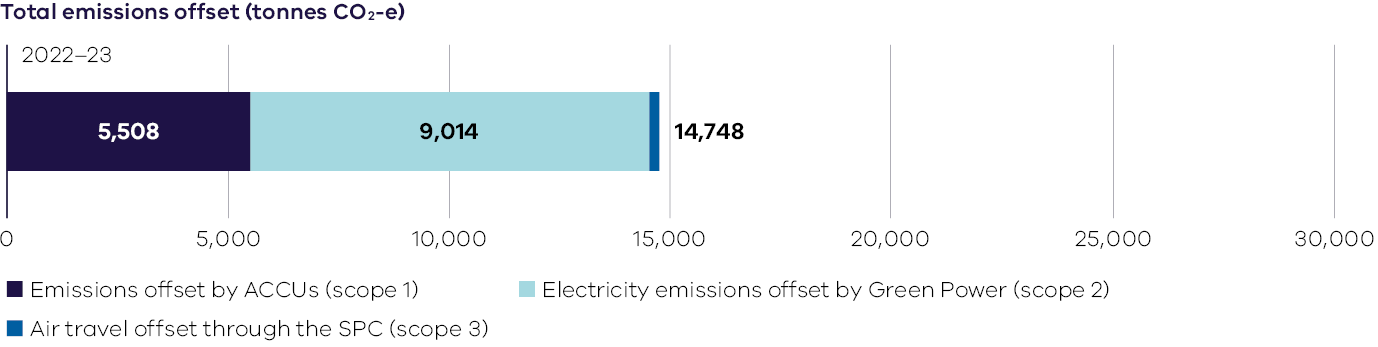 Total emissions offset (tonnes CO₂-e)
2022–23
5,508 9,014 14,748
0 5,000 10,000 15,000 20,000 25,000 30,000
Emissions offset by ACCUs (scope 1) Electricity emissions offset by Green Power (scope 2)
Air travel offset through the SPC (scope 3)